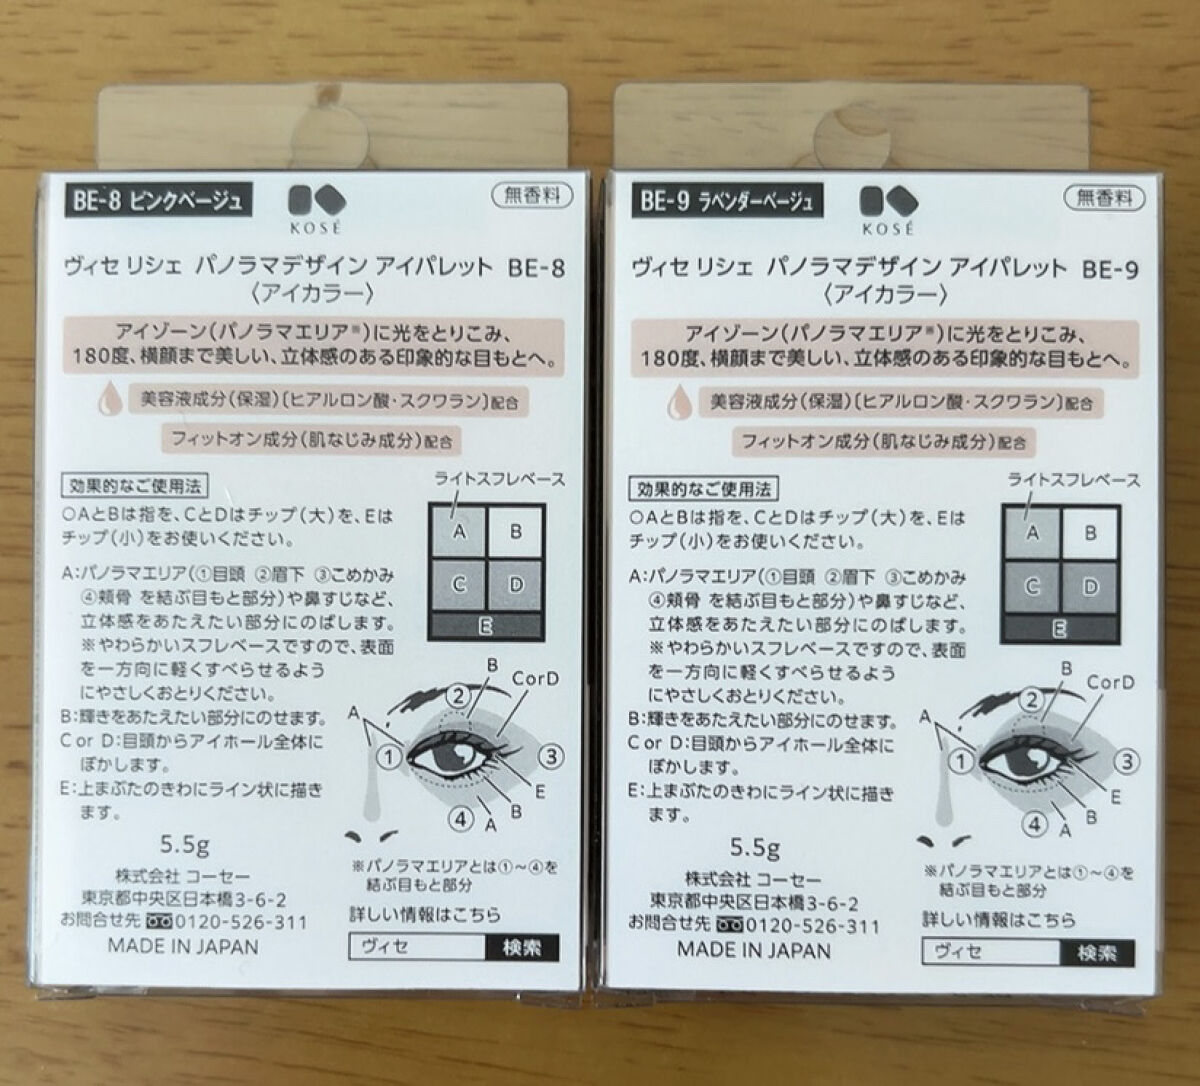 BE-8 ピンクベージュ
KOSÉ
無香料
ヴィセ リシェ パノラマデザイン アイパレット BE-8
〈アイカラー〉
アイゾーン(パノラマエリア※)に光をとりこみ、
180度、横顔まで美しい、立体感のある印象的な目もとへ。
美容液成分(保湿)〔ヒアルロン酸・スクワラン〕配合
フィットオン成分(肌なじみ成分)配合
効果的なご使用法
ライトスフレベース
○AとBは指を、CとDはチップ(大)を、Eは
チップ(小)をお使いください。
A B
C D
E
A:パノラマエリア(①目頭 ②眉下 ③こめかみ
④頬骨 を結ぶ目もと部分)や鼻すじなど、
立体感をあたえたい部分にのばします。
※やわらかいスフレベースですので、表面
を一方向に軽くすべらせるよう
にやさしくおとりください。
B:輝きをあたえたい部分にのせます。
C or D:目頭からアイホール全体に
ぼかします。
E:上まぶたのきわにライン状に描き
ます。
B
CorD
②
A
①
③
E
B
④ A
5.5g
株式会社 コーセー
東京都中央区日本橋3-6-2
お問合せ先 0120-526-311
MADE IN JAPAN
※パノラマエリアとは①〜④を
結ぶ目もと部分
詳しい情報はこちら
ヴィセ 検索
BE-9 ラベンダーベージュ
KOSÉ
無香料
ヴィセ リシェ パノラマデザイン アイパレット BE-9
〈アイカラー〉
アイゾーン(パノラマエリア※)に光をとりこみ、
180度、横顔まで美しい、立体感のある印象的な目もとへ。
美容液成分(保湿)〔ヒアルロン酸・スクワラン〕配合
フィットオン成分(肌なじみ成分)配合
効果的なご使用法
ライトスフレベース
○AとBは指を、CとDはチップ(大)を、Eは
チップ(小)をお使いください。
A B
C D
E
A:パノラマエリア(①目頭 ②眉下 ③こめかみ
④頬骨 を結ぶ目もと部分)や鼻すじなど、
立体感をあたえたい部分にのばします。
※やわらかいスフレベースですので、表面
を一方向に軽くすべらせるよう
にやさしくおとりください。
B:輝きをあたえたい部分にのせます。
C or D:目頭からアイホール全体に
ぼかします。
E:上まぶたのきわにライン状に描き
ます。
B
CorD
②
A
①
③
E
B
④ A
5.5g
株式会社 コーセー
東京都中央区日本橋3-6-2
お問合せ先 0120-526-311
MADE IN JAPAN
※パノラマエリアとは①〜④を
結ぶ目もと部分
詳しい情報はこちら
ヴィセ 検索